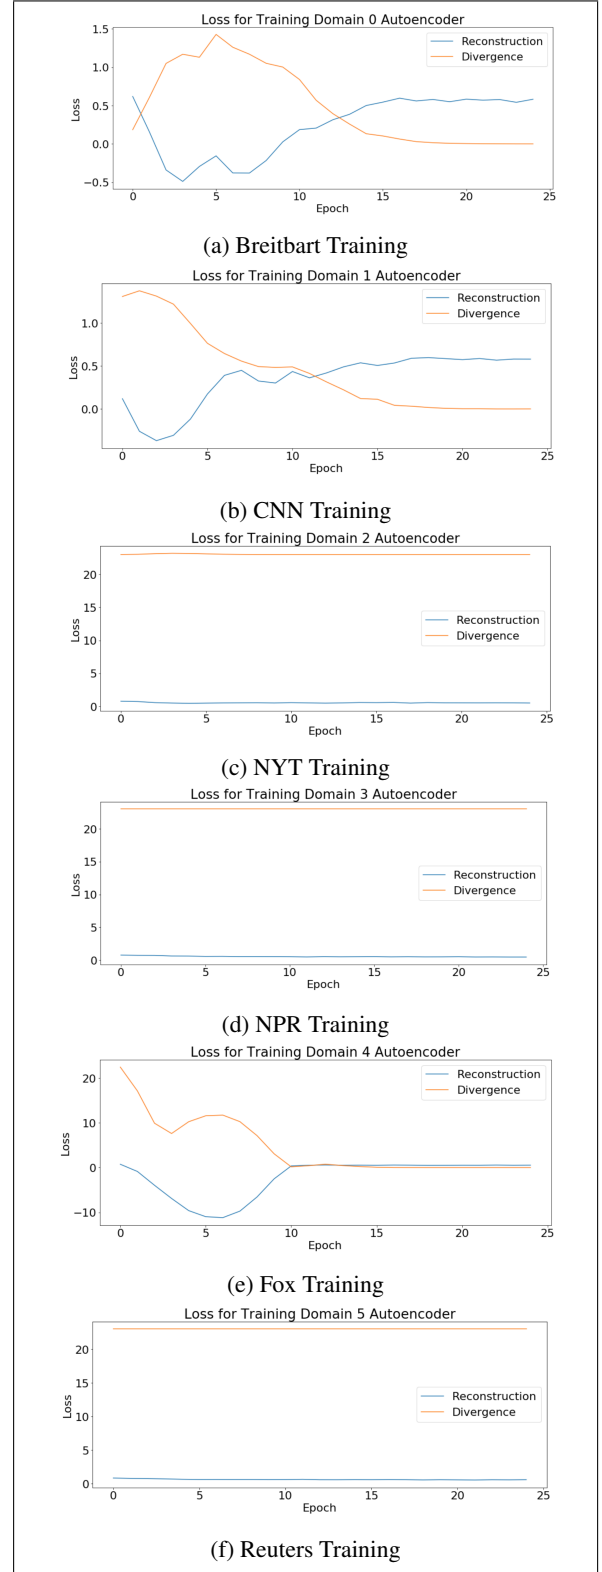 Loss for Training Domain 0 Autoencoder
1.5
1.0
0.5
0.0
−0.5
Loss
Reconstruction
Divergence
0 5 10 15 20 25
Epoch
(a) Breitbart Training
Loss for Training Domain 1 Autoencoder
1.0
0.5
0.0
Loss
Reconstruction
Divergence
0 5 10 15 20 25
Epoch
(b) CNN Training
Loss for Training Domain 2 Autoencoder
20
15
10
5
0
Loss
Reconstruction
Divergence
0 5 10 15 20 25
Epoch
(c) NYT Training
Loss for Training Domain 3 Autoencoder
20
15
10
5
0
Loss
Reconstruction
Divergence
0 5 10 15 20 25
Epoch
(d) NPR Training
Loss for Training Domain 4 Autoencoder
20
10
0
−10
Loss
Reconstruction
Divergence
0 5 10 15 20 25
Epoch
(e) Fox Training
Loss for Training Domain 5 Autoencoder
20
15
10
5
0
Loss
Reconstruction
Divergence
0 5 10 15 20 25
Epoch
(f) Reuters Training